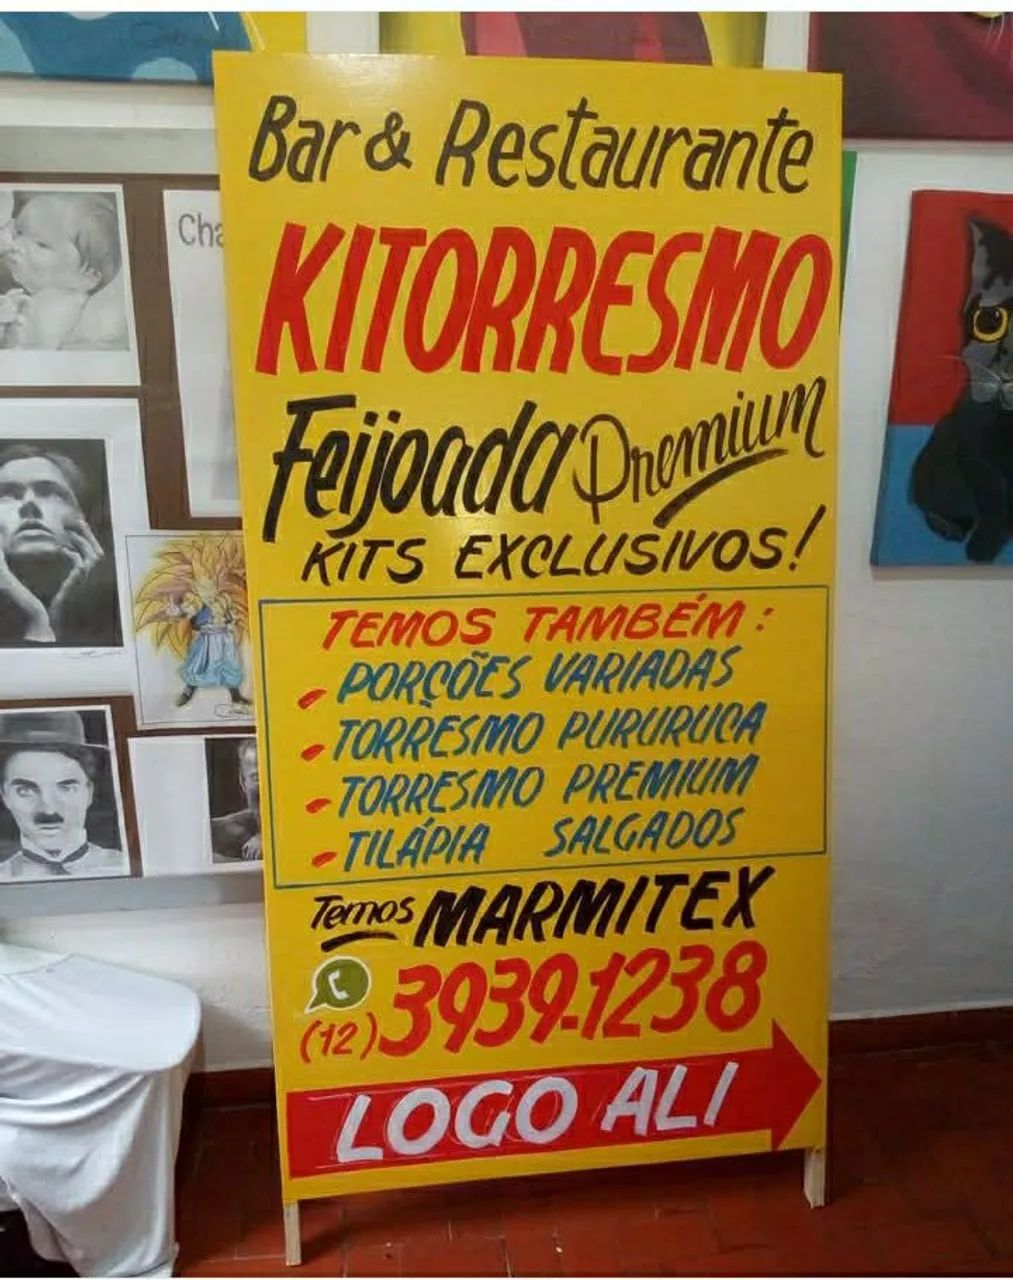 Bar & Restaurante
KITORRESMO
Feijoada Premium
KITS EXCLUSIVOS!
TEMOS TAMBÉM:
PORÇÕES VARIADAS
TORRESMO PURURUCA
TORRESMO PREMIUM
TILÁPIA SALGADOS
Temos MARMITEX
(12) 3939-1238
LOGO ALI
Cha